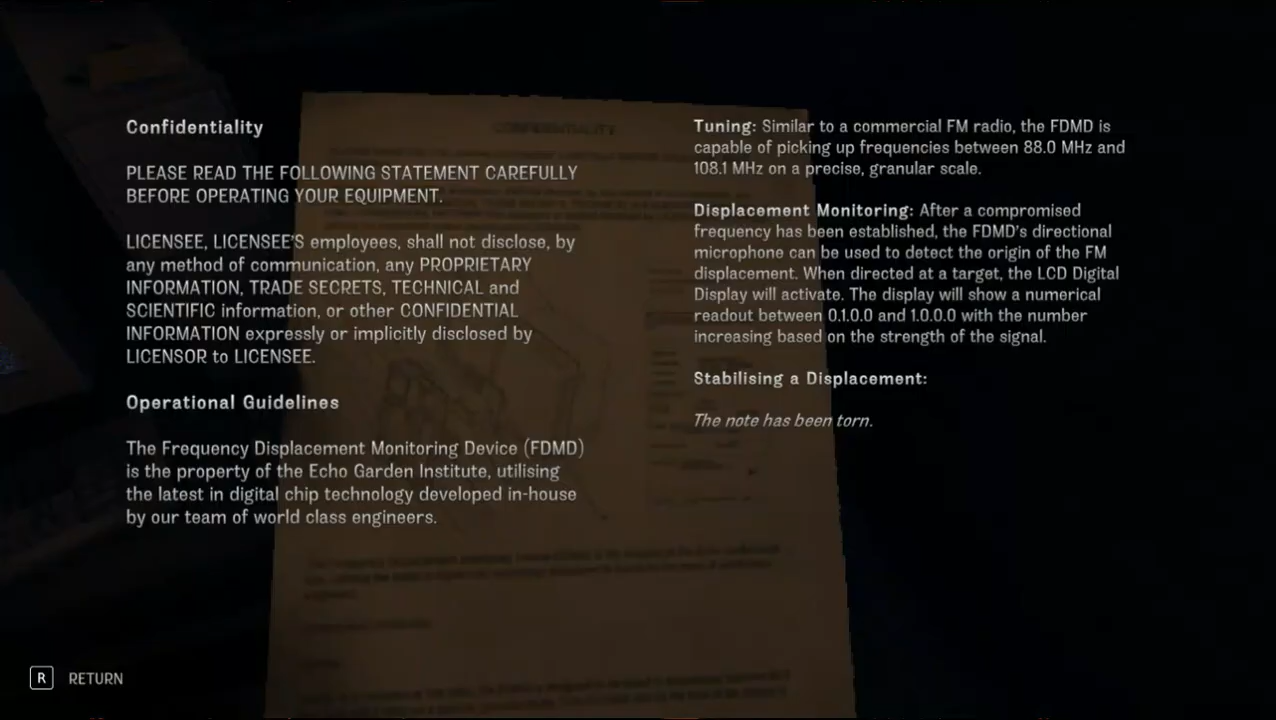 Confidentiality
PLEASE READ THE FOLLOWING STATEMENT CAREFULLY
BEFORE OPERATING YOUR EQUIPMENT.
LICENSEE, LICENSEE'S employees, shall not disclose, by
any method of communication, any PROPRIETARY
INFORMATION, TRADE SECRETS, TECHNICAL and
SCIENTIFIC information, or other CONFIDENTIAL
INFORMATION expressly or implicitly disclosed by
LICENSOR to LICENSEE.
Operational Guidelines
The Frequency Displacement Monitoring Device (FDMD)
is the property of the Echo Garden Institute, utilising
the latest in digital chip technology developed in-house
by our team of world class engineers.
Tuning: Similar to a commercial FM radio, the FDMD is
capable of picking up frequencies between 88.0 MHz and
108.1 MHz on a precise, granular scale.
Displacement Monitoring: After a compromised
frequency has been established, the FDMD's directional
microphone can be used to detect the origin of the FM
displacement. When directed at a target, the LCD Digital
Display will activate. The display will show a numerical
readout between 0.1.0.0 and 1.0.0.0 with the number
increasing based on the strength of the signal.
Stabilising a Displacement:
The note has been torn.
CONFIDENTIALITY
R RETURN